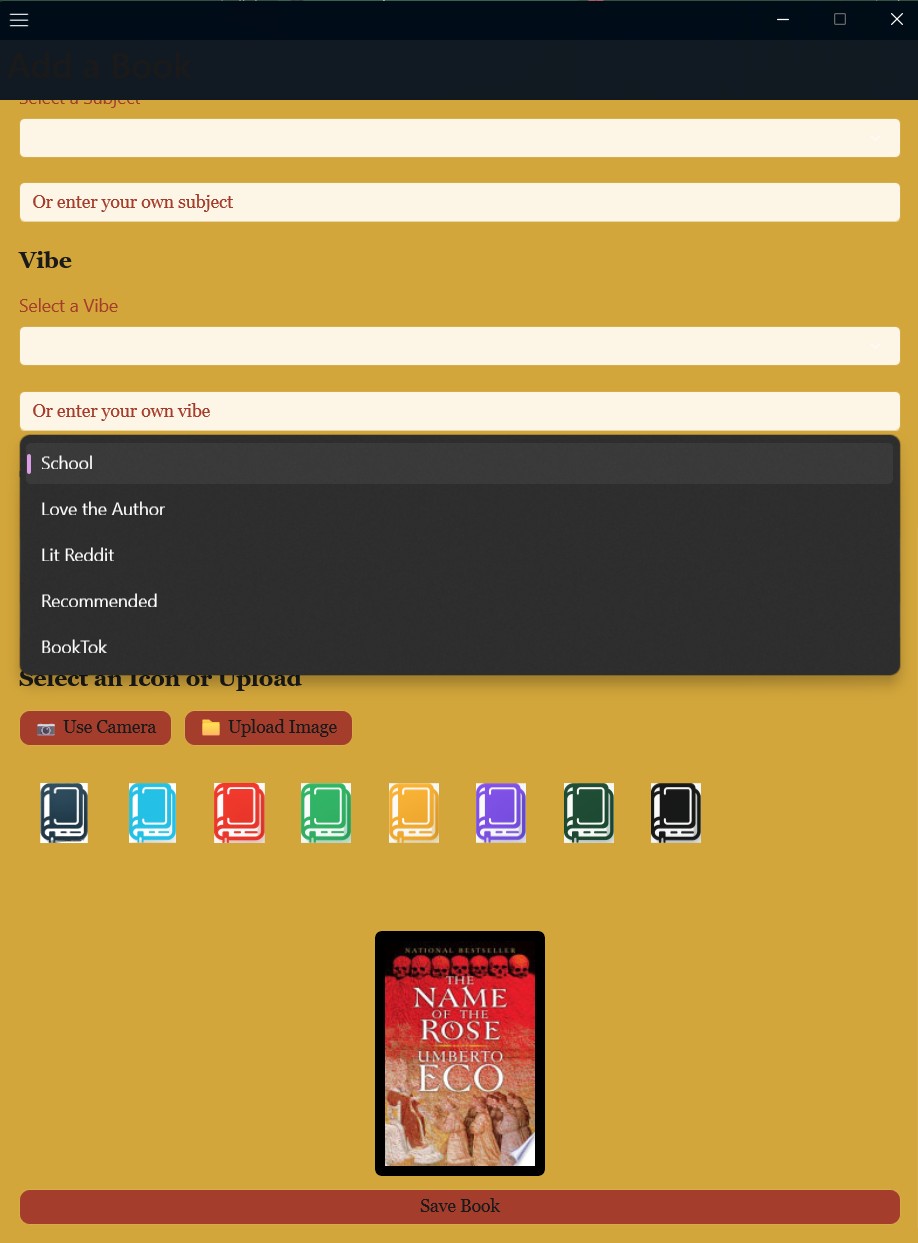 Add a Book
Select a Subject
Or enter your own subject
Vibe
Select a Vibe
Or enter your own vibe
School
Love the Author
Lit Reddit
Recommended
BookTok
Select an Icon or Upload
📷 Use Camera
📁 Upload Image
NATIONAL BESTSELLER
THE
NAME
OF THE
ROSE
UMBERTO
ECO
Save Book